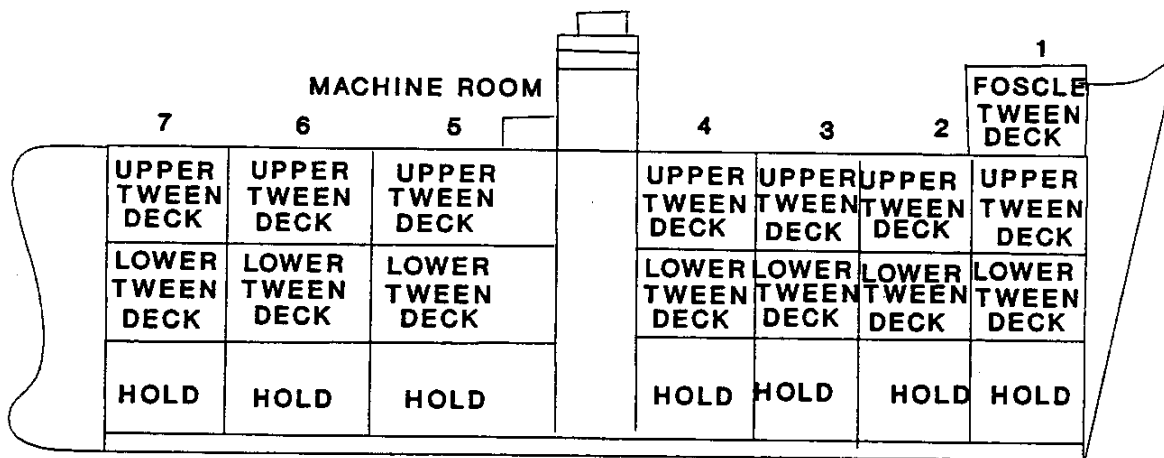 1
FOSCLE
TWEEN
DECK
MACHINE ROOM
7 6 5 4 3 2
UPPER UPPER UPPER UPPER UPPER UPPER UPPER
TWEEN TWEEN TWEEN TWEEN TWEEN TWEEN TWEEN
DECK DECK DECK DECK DECK DECK DECK
LOWER LOWER LOWER LOWER LOWER LOWER LOWER
TWEEN TWEEN TWEEN TWEEN TWEEN TWEEN TWEEN
DECK DECK DECK DECK DECK DECK DECK
HOLD HOLD HOLD HOLD HOLD HOLD HOLD